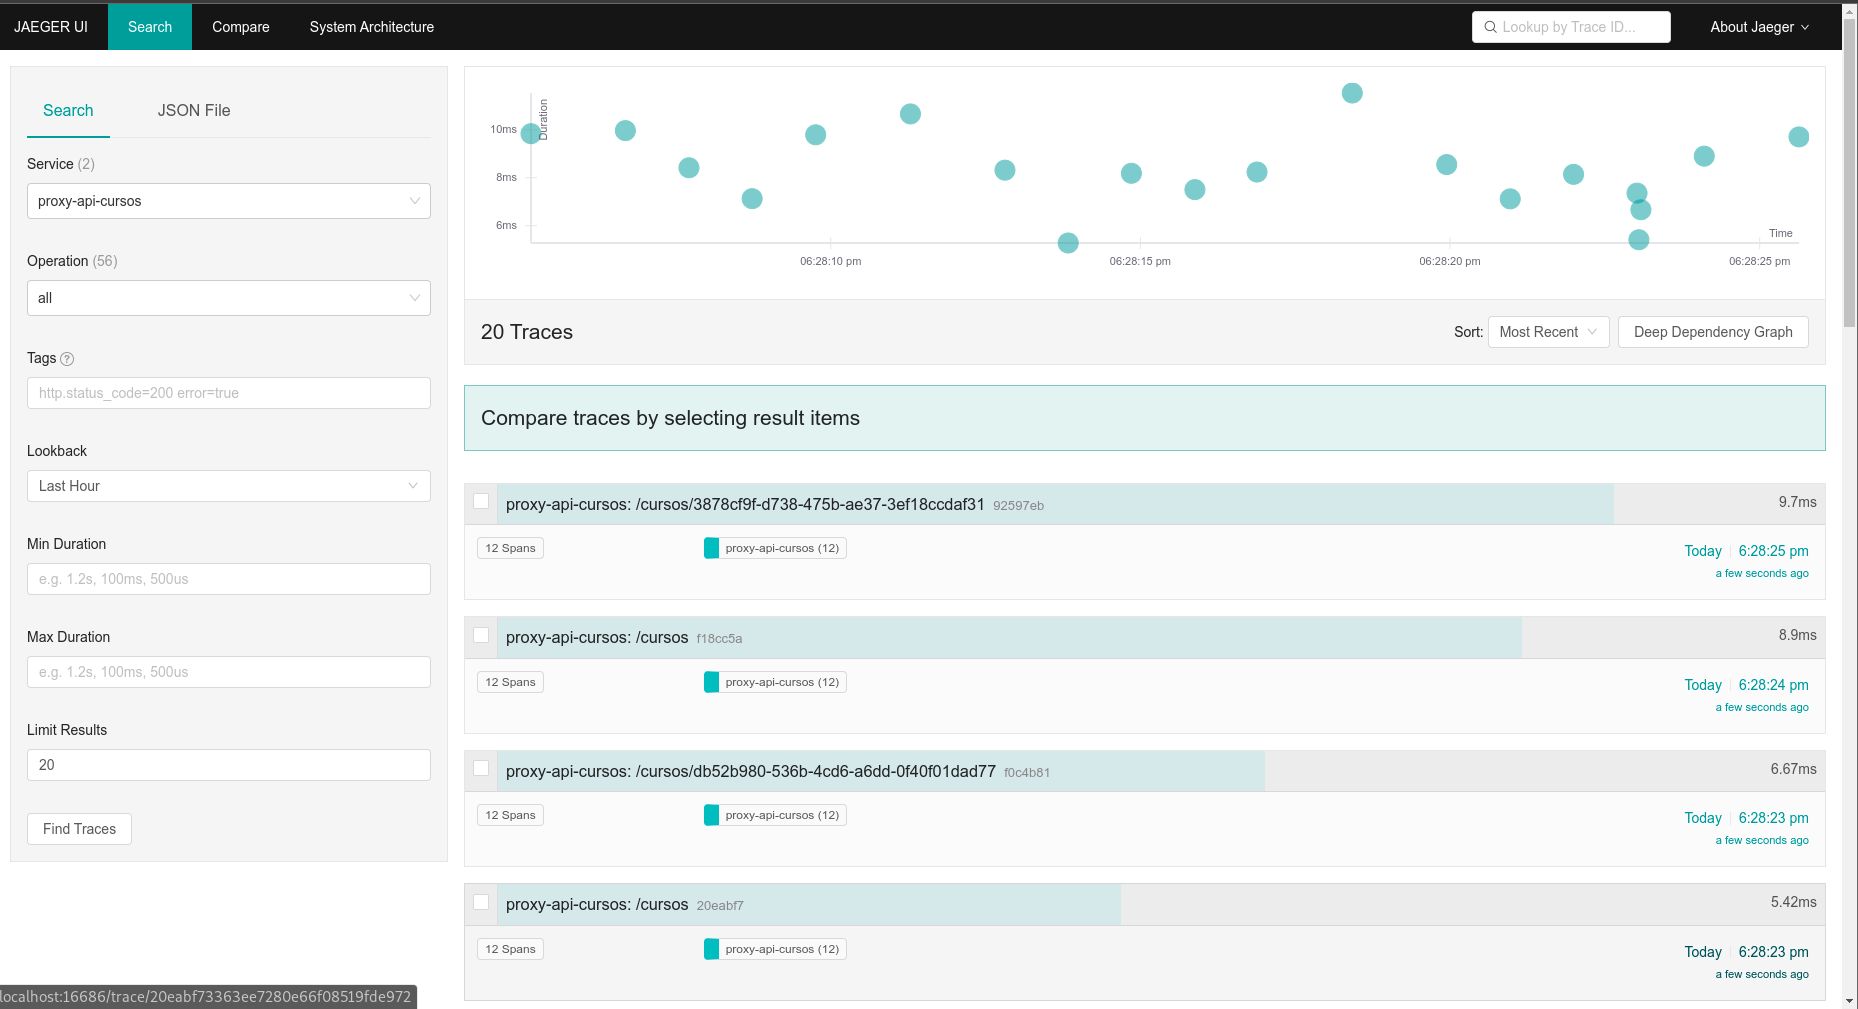 JAEGER UI Search Compare System Architecture Lookup by Trace ID... About Jaeger
Search JSON File
Service (2)
proxy-api-cursos
Operation (56)
all
Tags ?
http.status_code=200 error=true
Lookback
Last Hour
Min Duration
e.g. 1.2s, 100ms, 500us
Max Duration
e.g. 1.2s, 100ms, 500us
Limit Results
20
Find Traces
Duration
10ms
8ms
6ms
Time
06:28:10 pm 06:28:15 pm 06:28:20 pm 06:28:25 pm
20 Traces Sort: Most Recent Deep Dependency Graph
Compare traces by selecting result items
proxy-api-cursos: /cursos/3878cf9f-d738-475b-ae37-3ef18ccdaf31 92597eb 9.7ms
12 Spans proxy-api-cursos (12) Today 6:28:25 pm
a few seconds ago
proxy-api-cursos: /cursos f18cc5a 8.9ms
12 Spans proxy-api-cursos (12) Today 6:28:24 pm
a few seconds ago
proxy-api-cursos: /cursos/db52b980-536b-4cd6-a6dd-0f40f01dad77 f0c4b81 6.67ms
12 Spans proxy-api-cursos (12) Today 6:28:23 pm
a few seconds ago
proxy-api-cursos: /cursos 20eabf7 5.42ms
12 Spans proxy-api-cursos (12) Today 6:28:23 pm
a few seconds ago
localhost:16686/trace/20eabf73363ee7280e66f08519fde972